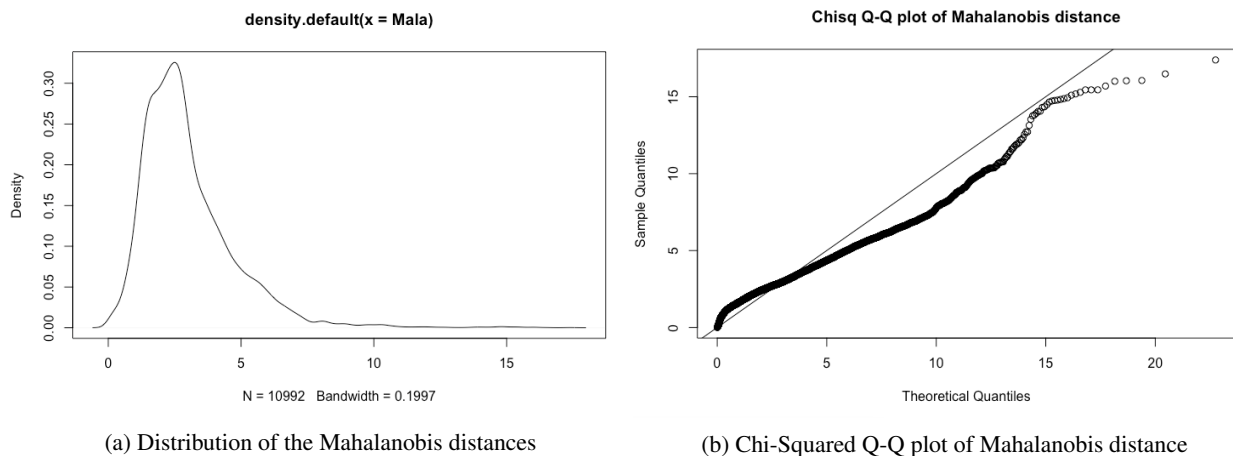 density.default(x = Mala)
Density
0.00
0.05
0.10
0.15
0.20
0.25
0.30
0
5
10
15
N = 10992 Bandwidth = 0.1997
(a) Distribution of the Mahalanobis distances
Chisq Q-Q plot of Mahalanobis distance
Sample Quantiles
0
5
10
15
0
5
10
15
20
Theoretical Quantiles
(b) Chi-Squared Q-Q plot of Mahalanobis distance